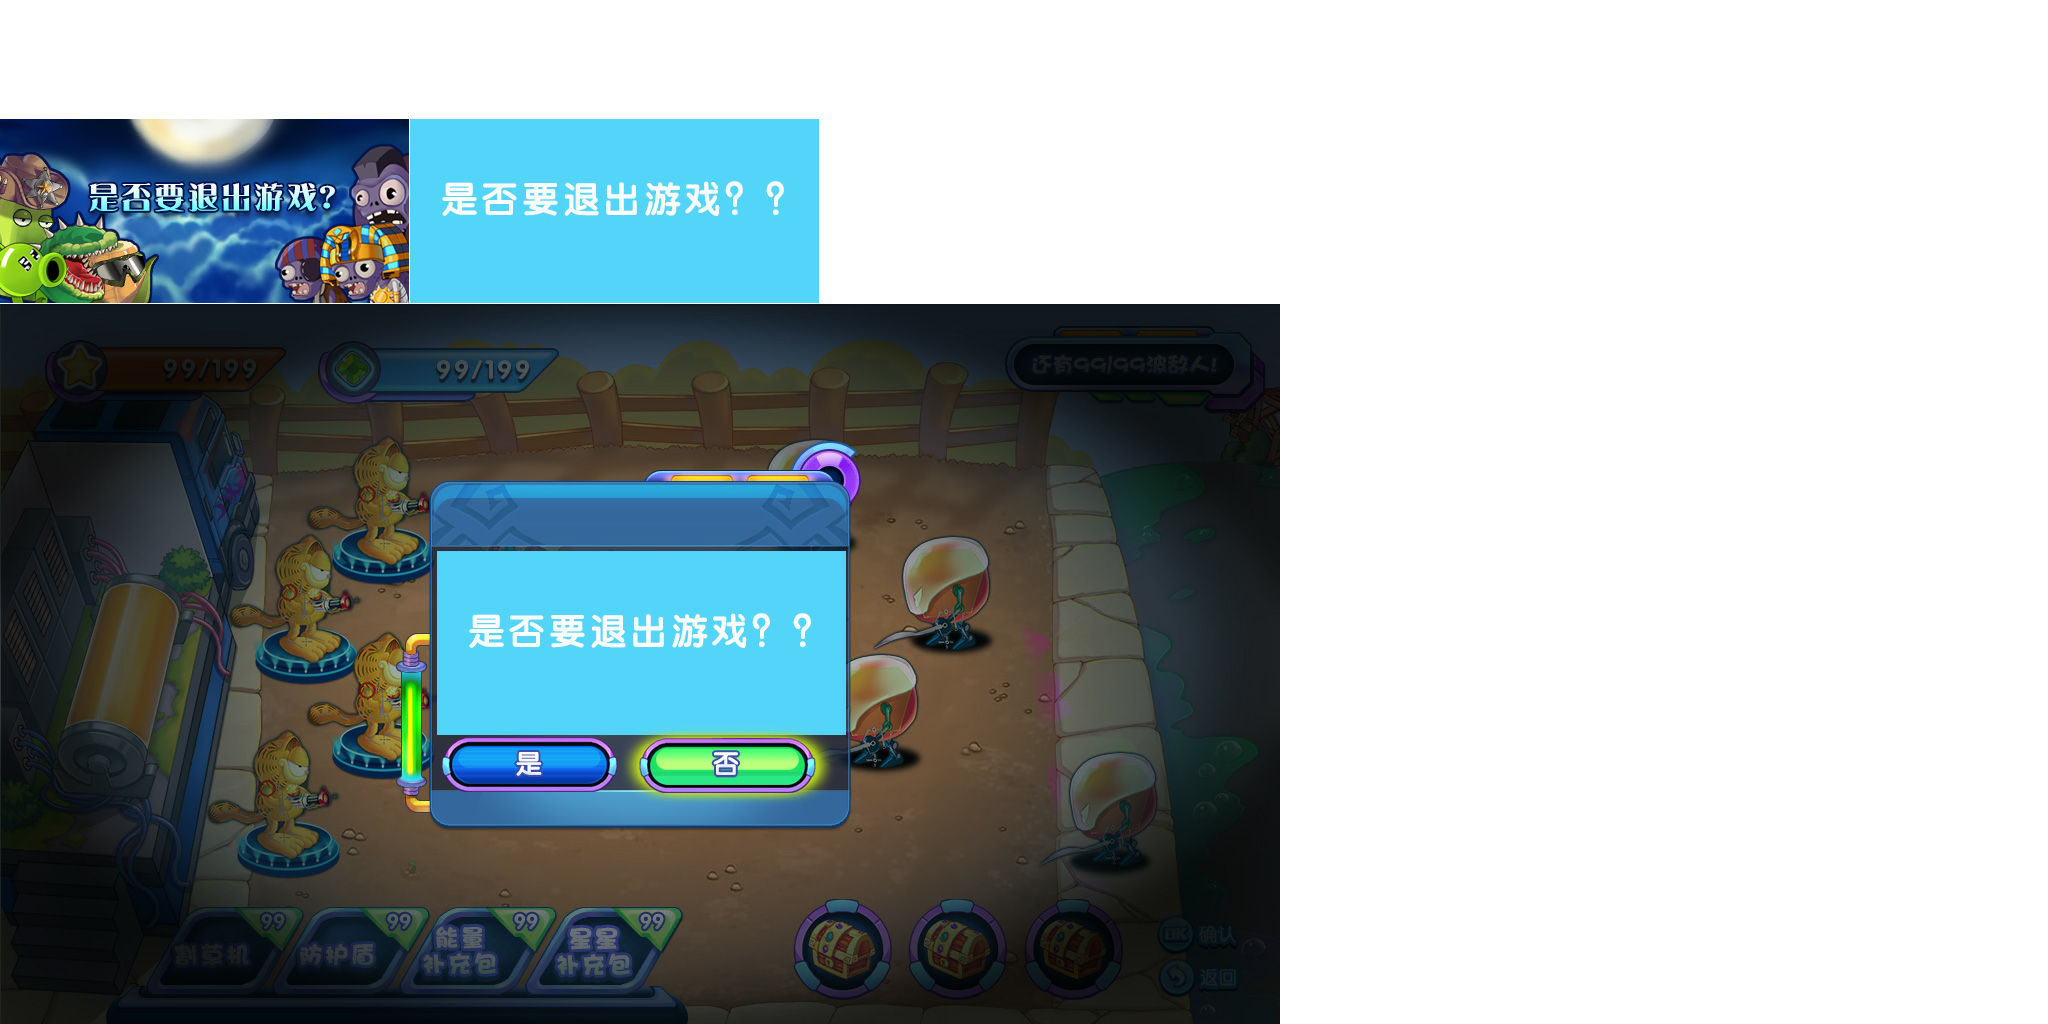 是否要退出游戏?
是否要退出游戏? ?
99/199
99/199
还有99/99波敌人!
是否要退出游戏? ?
是
否
99
99
99
99
割草机
防护盾
能量
补充包
星星
补充包
OK
确认
返回